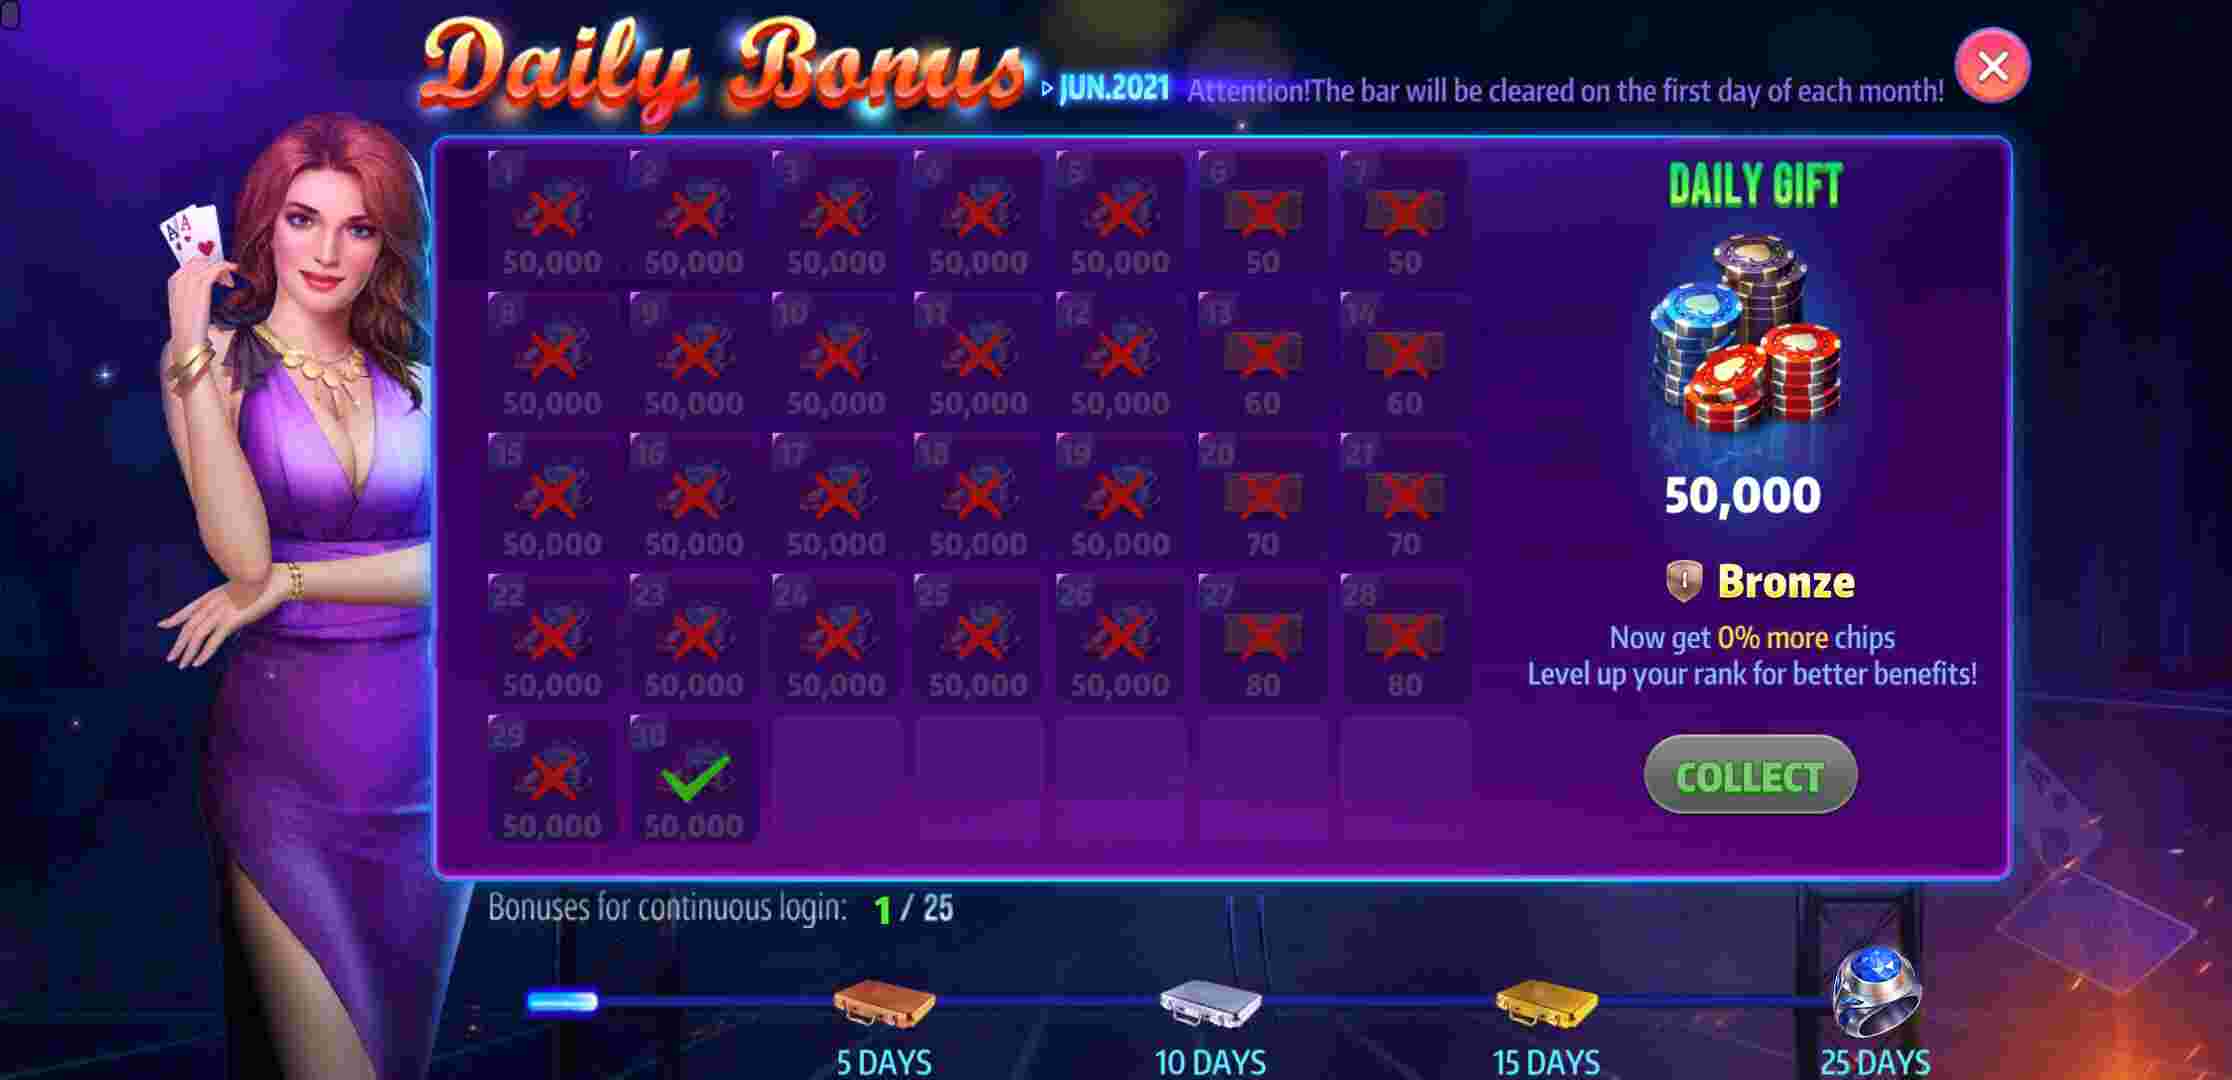 Daily Bonus
JUN.2021
Attention!The bar will be cleared on the first day of each month!
A A
1 2 3 4 5 6 7
50,000 50,000 50,000 50,000 50,000 50 50
8 9 10 11 12 13 14
50,000 50,000 50,000 50,000 50,000 60 60
15 16 17 18 19 20 21
50,000 50,000 50,000 50,000 50,000 70 70
22 23 24 25 26 27 28
50,000 50,000 50,000 50,000 50,000 80 80
29 30
50,000 50,000
DAILY GIFT
50,000
Bronze
Now get 0% more chips
Level up your rank for better benefits!
COLLECT
Bonuses for continuous login: 1 / 25
5 DAYS 10 DAYS 15 DAYS 25 DAYS